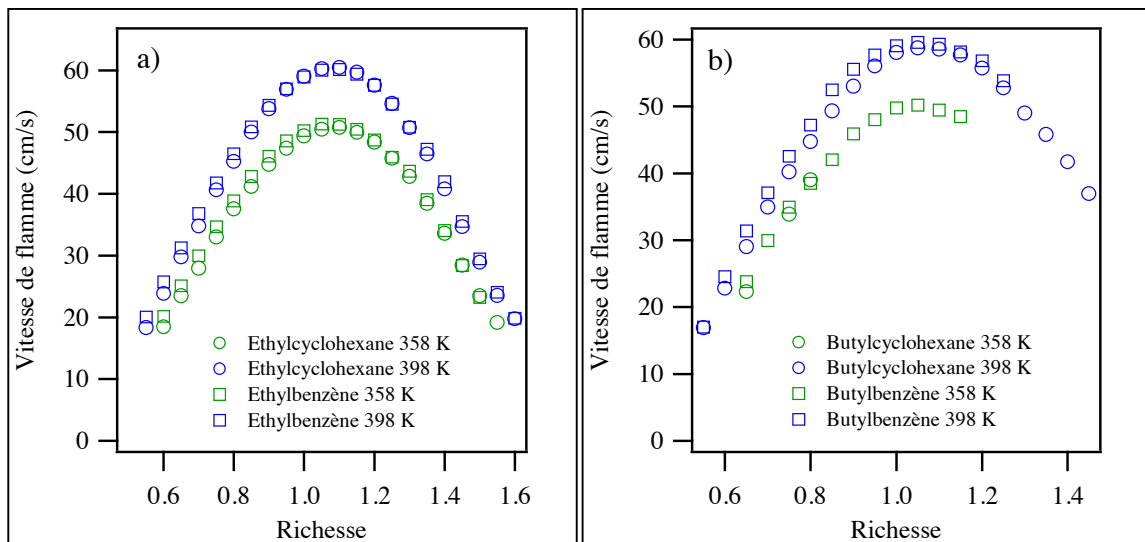 a)
Vitesse de flamme (cm/s)
60
50
40
30
20
10
0
Ethylcyclohexane 358 K
Ethylcyclohexane 398 K
Ethylbenzène 358 K
Ethylbenzène 398 K
0.6 0.8 1.0 1.2 1.4 1.6
Richesse
b)
Vitesse de flamme (cm/s)
60
50
40
30
20
10
0
Butylcyclohexane 358 K
Butylcyclohexane 398 K
Butylbenzène 358 K
Butylbenzène 398 K
0.6 0.8 1.0 1.2 1.4
Richesse